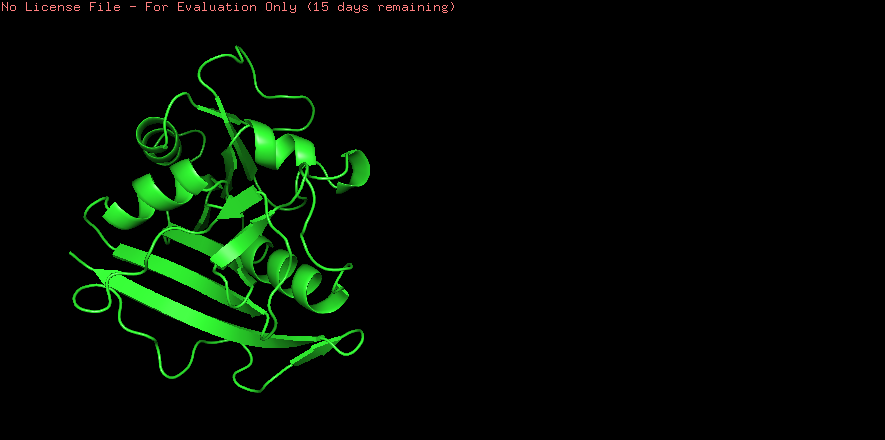 No License File - For Evaluation Only (15 days remaining)